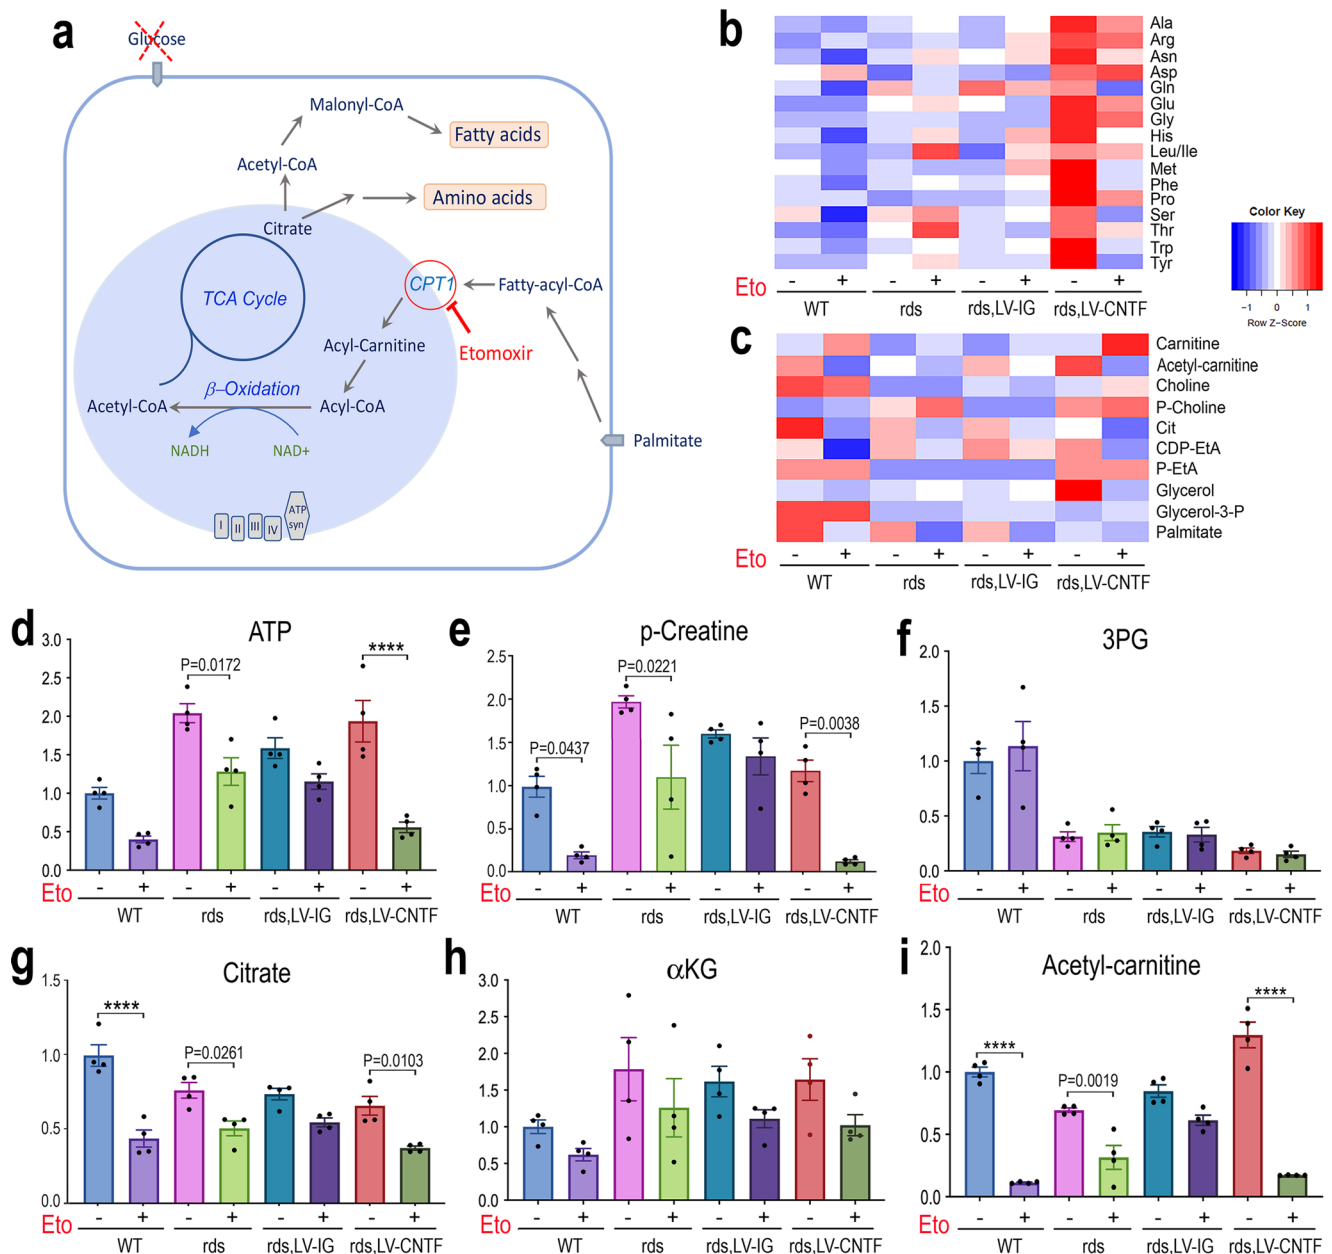 a
Glucose
Malonyl-CoA
Fatty acids
Acetyl-CoA
Amino acids
Citrate
TCA Cycle
CPT1
Fatty-acyl-CoA
Acyl-Carnitine
Etomoxir
β–Oxidation
Acetyl-CoA
Acyl-CoA
NADH
NAD+
Palmitate
I
II
III
IV
ATP
syn
b
Ala
Arg
Asn
Asp
Gln
Glu
Gly
His
Leu/Ile
Met
Phe
Pro
Ser
Thr
Trp
Tyr
Eto - + - + - + - +
WT rds rds,LV-IG rds,LV-CNTF
Color Key
−1 0 1
Row Z−Score
c
Carnitine
Acetyl-carnitine
Choline
P-Choline
Cit
CDP-EtA
P-EtA
Glycerol
Glycerol-3-P
Palmitate
Eto - + - + - + - +
WT rds rds,LV-IG rds,LV-CNTF
d
ATP
3.0
2.5
2.0
1.5
1.0
0.5
0.0
P=0.0172
****
Eto - + - + - + - +
WT rds rds,LV-IG rds,LV-CNTF
e
p-Creatine
2.5
2.0
1.5
1.0
0.5
0.0
P=0.0437
P=0.0221
P=0.0038
Eto - + - + - + - +
WT rds rds,LV-IG rds,LV-CNTF
f
3PG
2.0
1.5
1.0
0.5
0.0
Eto - + - + - + - +
WT rds rds,LV-IG rds,LV-CNTF
g
Citrate
1.5
1.0
0.5
0.0
****
P=0.0261
P=0.0103
Eto - + - + - + - +
WT rds rds,LV-IG rds,LV-CNTF
h
αKG
3.0
2.5
2.0
1.5
1.0
0.5
0.0
Eto - + - + - + - +
WT rds rds,LV-IG rds,LV-CNTF
i
Acetyl-carnitine
2.0
1.5
1.0
0.5
0.0
****
P=0.0019
****
Eto - + - + - + - +
WT rds rds,LV-IG rds,LV-CNTF